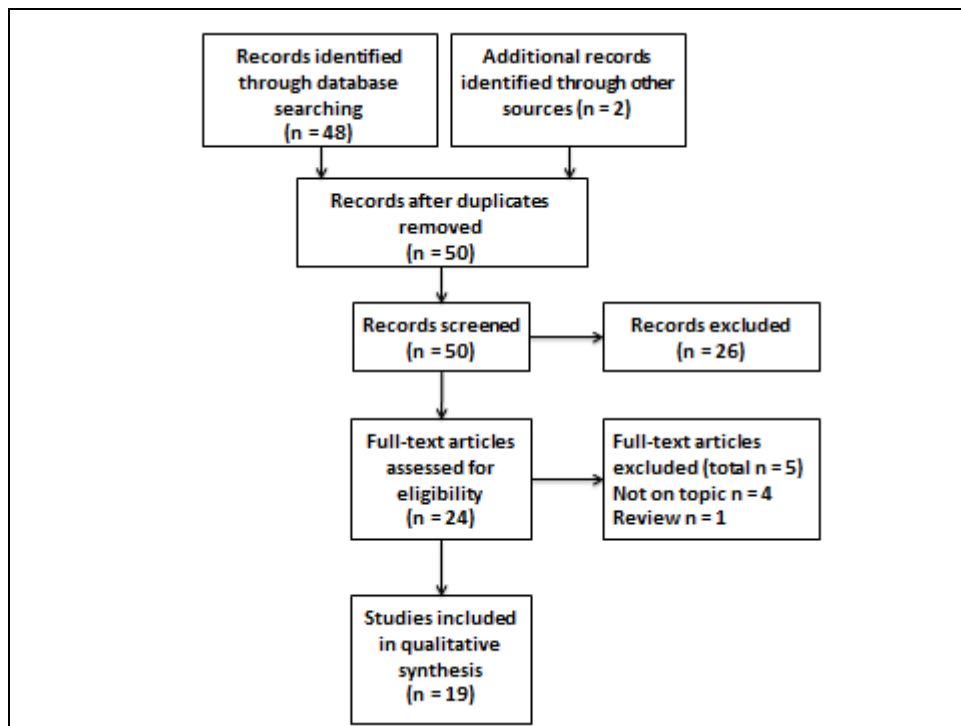 Records identified
through database
searching
(n = 48)
Additional records
identified through other
sources (n = 2)
Records after duplicates
removed
(n = 50)
Records screened
(n = 50)
Records excluded
(n = 26)
Full-text articles
assessed for
eligibility
(n = 24)
Full-text articles
excluded (total n = 5)
Not on topic n = 4
Review n = 1
Studies included
in qualitative
synthesis
(n = 19)